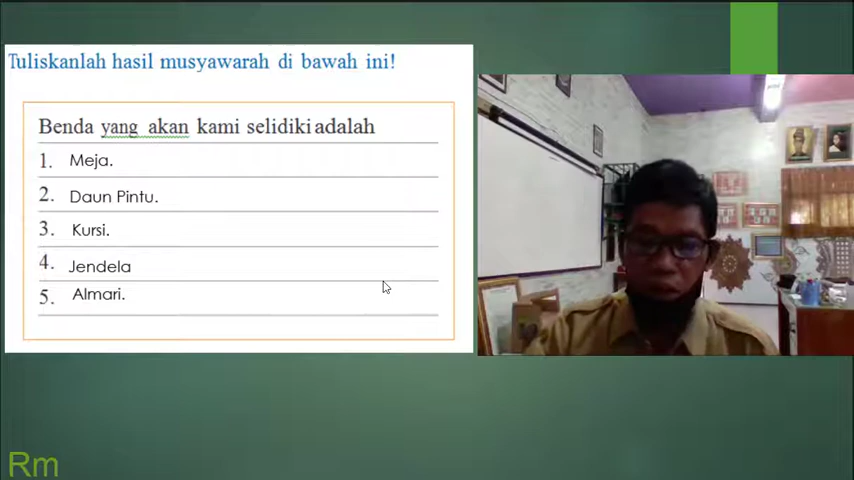 Tuliskanlah hasil musyawarah di bawah ini!
Benda yang akan kami selidiki adalah
1. Meja.
2. Daun Pintu.
3. Kursi.
4. Jendela
5. Almari.
Rm